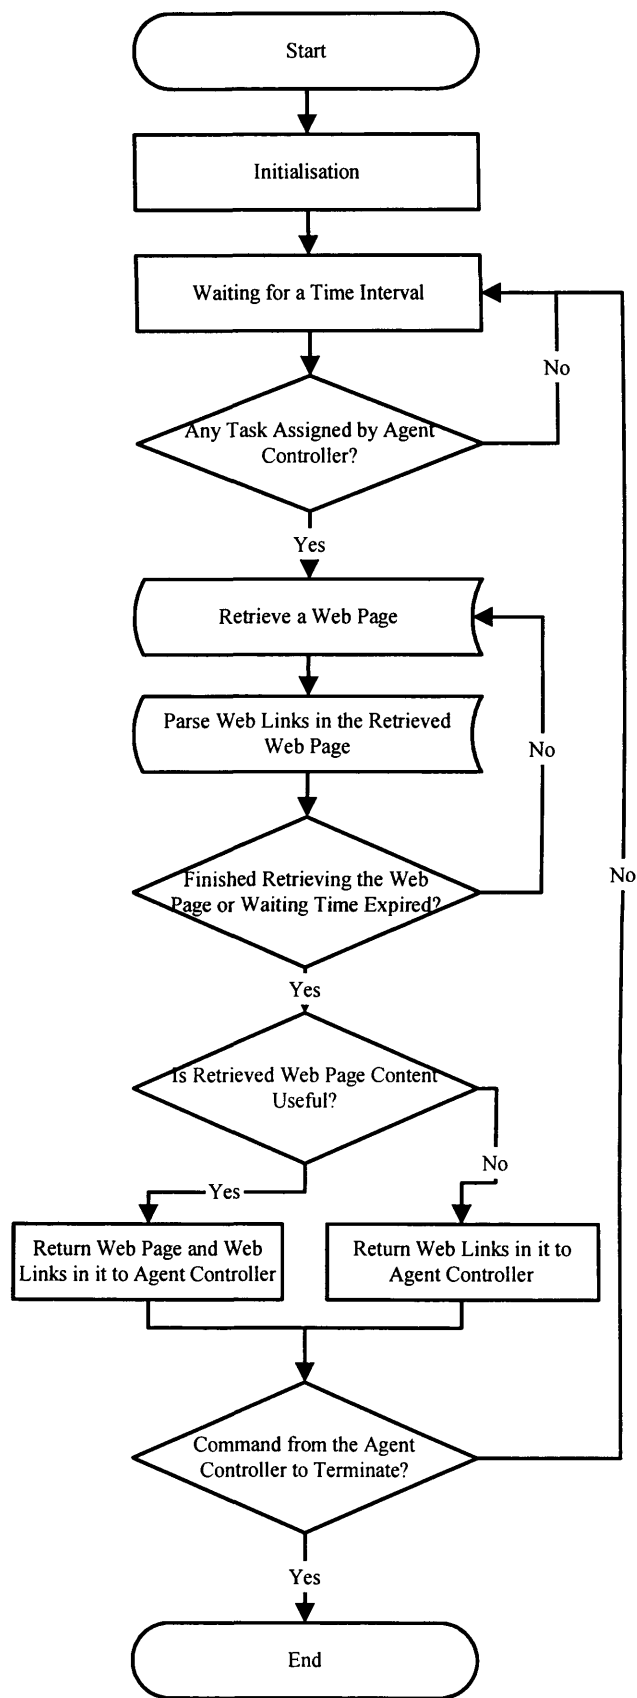 Start
Initialisation
Waiting for a Time Interval
No
Any Task Assigned by Agent
Controller?
Yes
Retrieve a Web Page
Parse Web Links in the Retrieved
Web Page
No
Finished Retrieving the Web
Page or Waiting Time Expired?
No
Yes
Is Retrieved Web Page Content
Useful?
Yes
No
Return Web Page and Web
Links in it to Agent Controller
Return Web Links in it to
Agent Controller
Command from the Agent
Controller to Terminate?
Yes
End